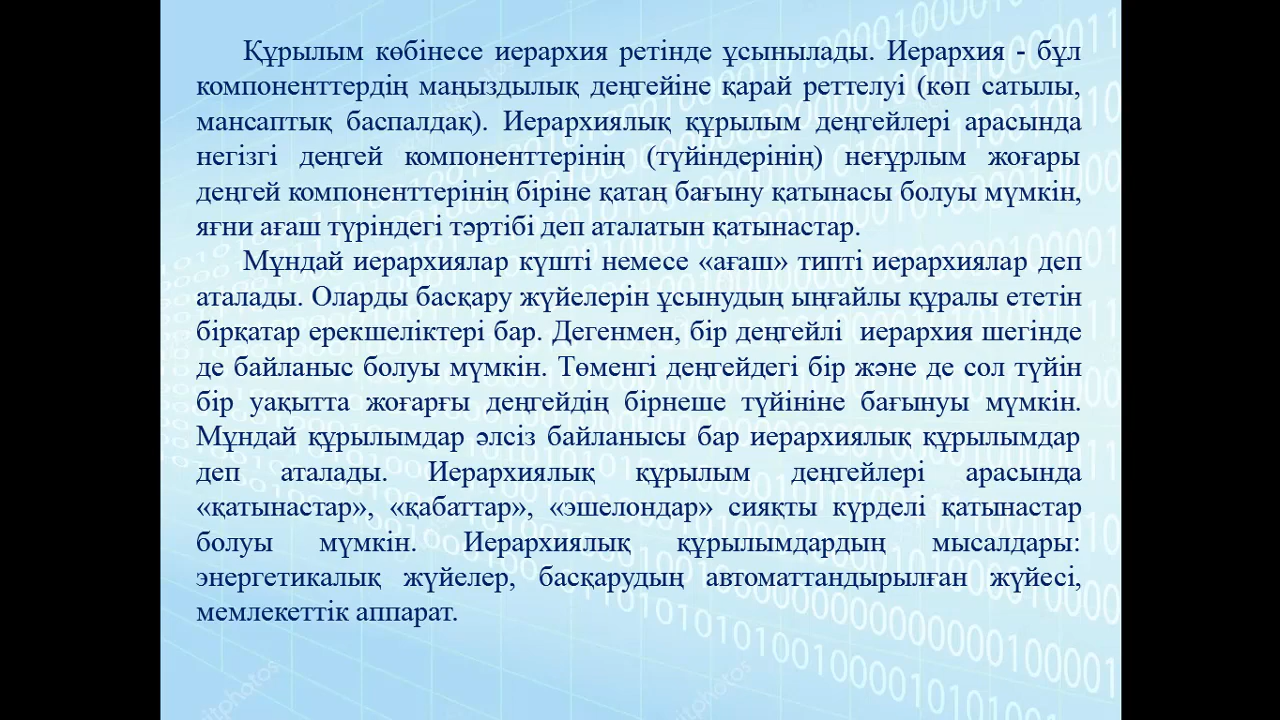 Құрылым көбінесе иерархия ретінде ұсынылады. Иерархия - бұл
компоненттердің маңыздылық деңгейіне қарай реттелуі (көп сатылы,
мансаптық баспалдақ). Иерархиялық құрылым деңгейлері арасында
негізгі деңгей компоненттерінің (түйіндерінің) неғұрлым жоғары
деңгей компоненттерінің біріне қатаң бағыну қатынасы болуы мүмкін,
яғни ағаш түріндегі тәртібі деп аталатын қатынастар.
Мұндай иерархиялар күшті немесе «ағаш» типті иерархиялар деп
аталады. Оларды басқару жүйелерін ұсынудың ыңғайлы құралы ететін
бірқатар ерекшеліктері бар. Дегенмен, бір деңгейлі иерархия шегінде
де байланыс болуы мүмкін. Төменгі деңгейдегі бір және де сол түйін
бір уақытта жоғарғы деңгейдің бірнеше түйініне бағынуы мүмкін.
Мұндай құрылымдар әлсіз байланысы бар иерархиялық құрылымдар
деп аталады. Иерархиялық құрылым деңгейлері арасында
«қатынастар», «қабаттар», «эшелондар» сияқты күрделі қатынастар
болуы мүмкін. Иерархиялық құрылымдардың мысалдары:
энергетикалық жүйелер, басқарудың автоматтандырылған жүйесі,
мемлекеттік аппарат.